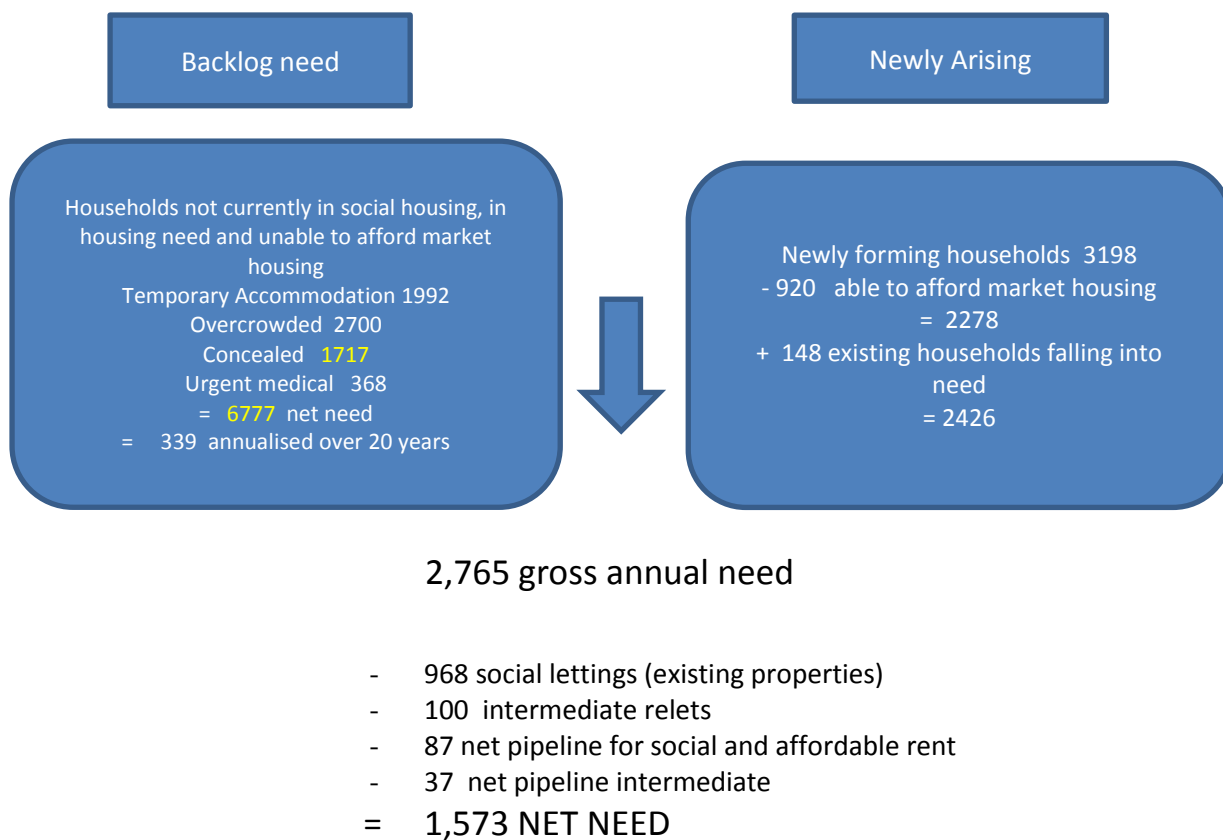 Backlog need
Newly Arising
Households not currently in social housing, in
housing need and unable to afford market
housing
Temporary Accommodation 1992
Overcrowded 2700
Concealed 1717
Urgent medical 368
= 6777 net need
= 339 annualised over 20 years
Newly forming households 3198
- 920 able to afford market housing
= 2278
+ 148 existing households falling into
need
= 2426
2,765 gross annual need
- 968 social lettings (existing properties)
- 100 intermediate relets
- 87 net pipeline for social and affordable rent
- 37 net pipeline intermediate
= 1,573 NET NEED